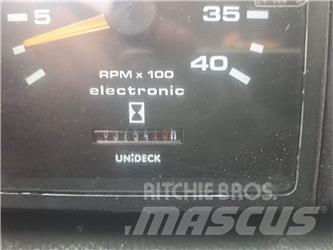 5
35
40
RPM x 100
electronic
UNiDECK
RITCHIE BROS.
MASCUS